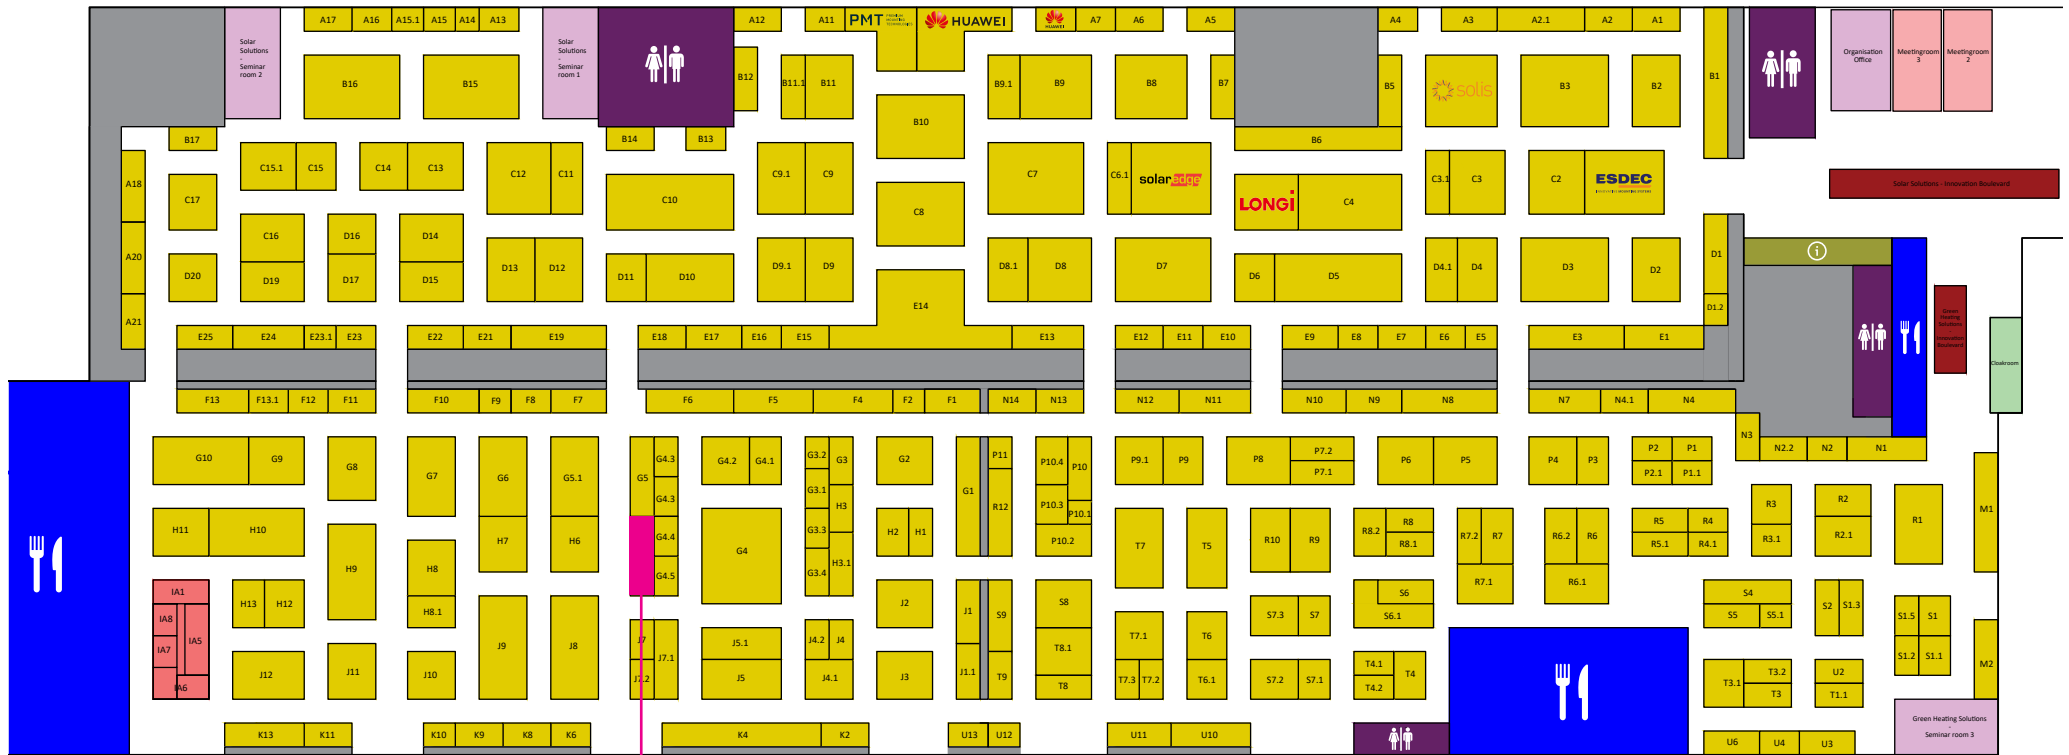 A17 A16 A15.1 A15 A14 A13 A12 A11 PMT PREMIUM MOUNTING TECHNOLOGIES HUAWEI HUAWEI A7 A6 A5 A4 A3 A2.1 A2 A1
Solar
Solutions
-
Seminar
room 2
Solar
Solutions
-
Seminar
room 1
Organisation
Office
Meetingroom
3
Meetingroom
2
B16 B15 B12 B11.1 B11 B9.1 B9 B8 B7 B5 solis B3 B2 B1
B10
B17 B14 B13 B6
A18 C15.1 C15 C14 C13 C12 C11 C9.1 C9 C7 C6.1 solaredge C3.1 C3 C2 ESDEC
Solar Solutions - Innovation Boulevard
C17 C10 C8 LONGi C4
C16 D16 D14
A20 D20 D19 D17 D15 D13 D12 D11 D10 D9.1 D9 D8.1 D8 D7 D6 D5 D4.1 D4 D3 D2 D1
i
A21 E14 D1.2
Green
Heating
Solutions
-
Innovation
Boulevard
Cloakroom
E25 E24 E23.1 E23 E22 E21 E19 E18 E17 E16 E15 E13 E12 E11 E10 E9 E8 E7 E6 E5 E3 E1
F13 F13.1 F12 F11 F10 F9 F8 F7 F6 F5 F4 F2 F1 N14 N13 N12 N11 N10 N9 N8 N7 N4.1 N4
N3 N2.2 N2 N1
G10 G9 G8 G7 G6 G5.1 G5 G4.3 G4.2 G4.1 G3.2 G3 G2 P11 P10.4 P10 P9.1 P9 P8 P7.2 P6 P5 P4 P3 P2 P1
P7.1 P2.1 P1.1
G4.3 G3.1 H3 G1 R12 P10.3 P10.1 R3 R2 R1 M1
H11 H10 H7 H6 G4.4 G4 G3.3 H2 H1 P10.2 T7 T5 R10 R9 R8.2 R8 R8.1 R7.2 R7 R6.2 R6 R5 R4 R5.1 R4.1 R3.1 R2.1
H9 H8 G4.5 G3.4 H3.1 R7.1 R6.1
IA1 H13 H12 H8.1 J2 J1 S9 S8 S7.3 S7 S6 S6.1 S4 S5 S5.1 S2 S1.3 S1.5 S1
IA8 IA5 IA7 J9 J8 J7 J7.1 J5.1 J4.2 J4 T8.1 T7.1 T6 S1.2 S1.1 M2
IA6 J12 J11 J10 J7.2 J5 J4.1 J3 J1.1 T9 T8 T7.3 T7.2 T6.1 S7.2 S7.1 T4.1 T4.2 T4 T3.1 T3.2 T3 U2 T1.1
Green Heating Solutions
-
Seminar room 3
K13 K11 K10 K9 K8 K6 K4 K2 U13 U12 U11 U10 U6 U4 U3